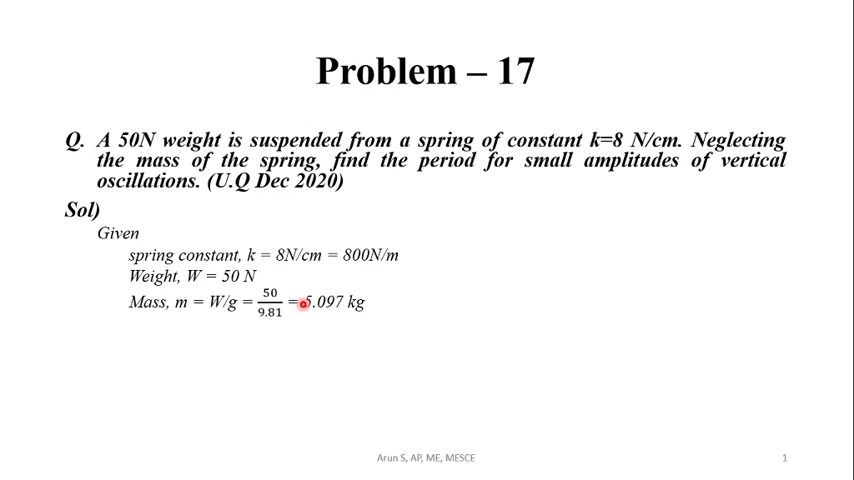 Problem – 17
Q. A 50N weight is suspended from a spring of constant k=8 N/cm. Neglecting
the mass of the spring, find the period for small amplitudes of vertical
oscillations. (U.Q Dec 2020)
Sol)
Given
spring constant, k = 8N/cm = 800N/m
Weight, W = 50 N
Mass, m = W/g = 50/9.81 = 5.097 kg
Arun S, AP, ME, MESCE
1